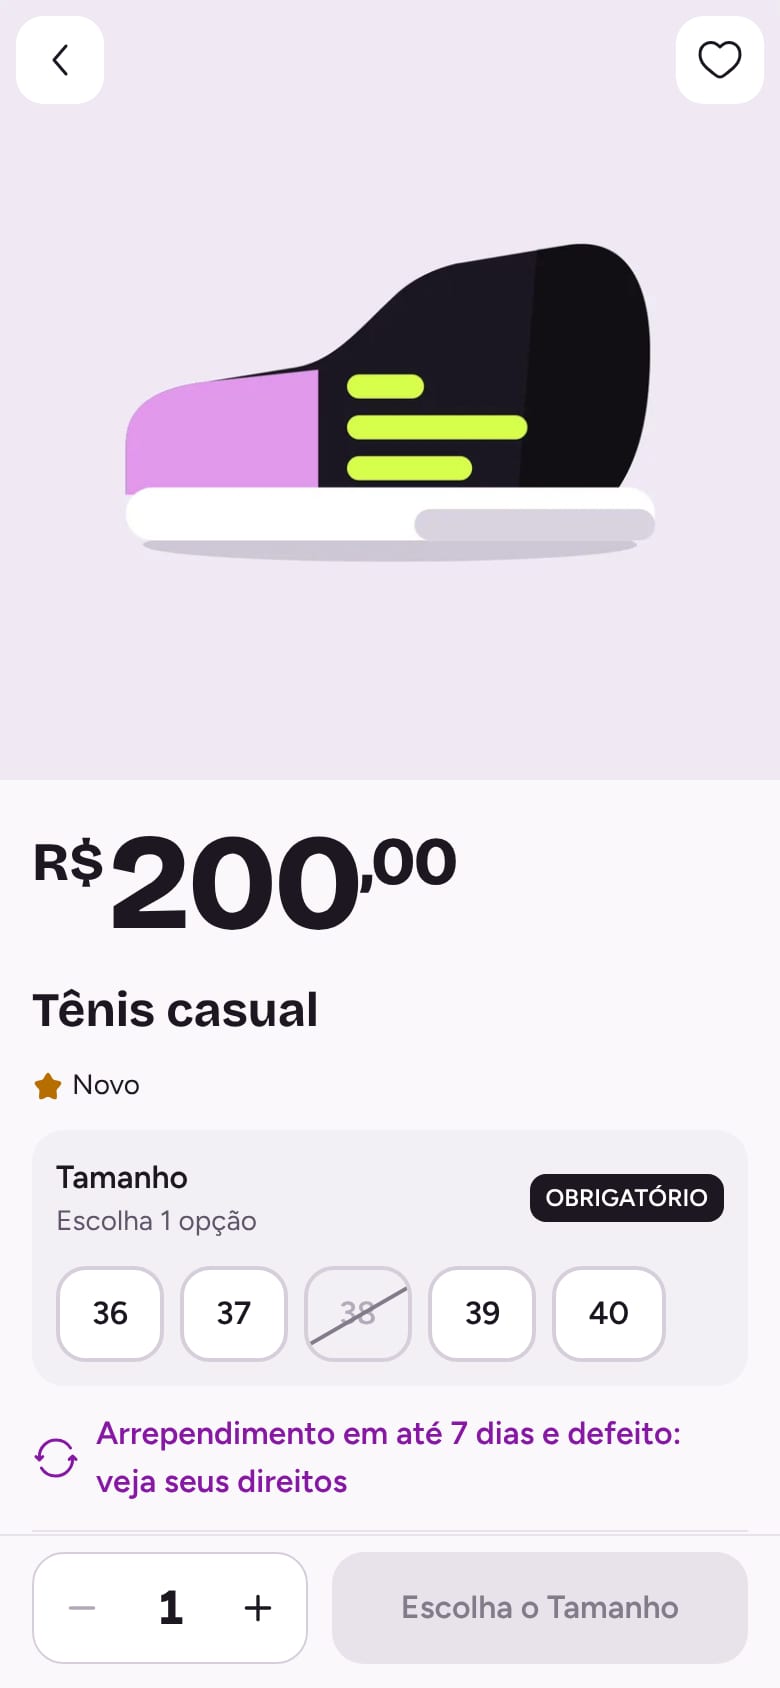 R$200,00
Tênis casual
Novo
Tamanho
OBRIGATÓRIO
Escolha 1 opção
36 37 38 39 40
Arrependimento em até 7 dias e defeito:
veja seus direitos
1 Escolha o Tamanho